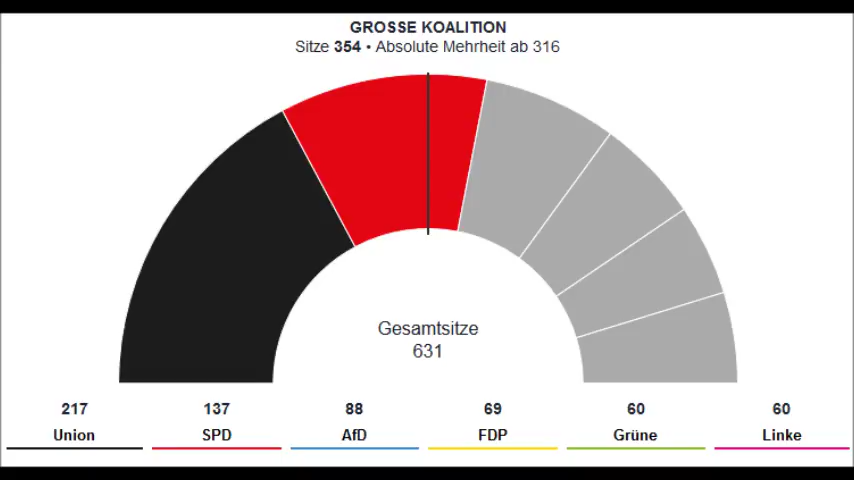 GROSSE KOALITION
Sitze 354 • Absolute Mehrheit ab 316
Gesamtsitze
631
217 137 88 69 60 60
Union SPD AfD FDP Grüne Linke